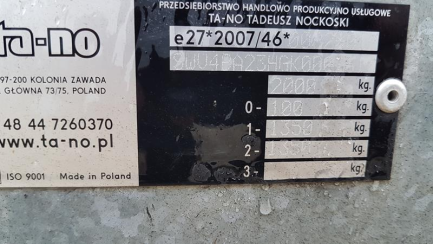 ta-no
97-200 KOLONIA ZAWADA
GŁÓWNA 73/75. POLAND
48 44 7260370
www.ta-no.pl
ISO 9001 Made in Poland
PRZEDSIĘBIORSTWO HANDLOWO PRODUKCYJNO USŁUGOWE
TA-NO TADEUSZ NOCKOSKI
e27*2007/46*
kg.
0- 100 kg.
1- 1350 kg.
2- kg.
3- kg.